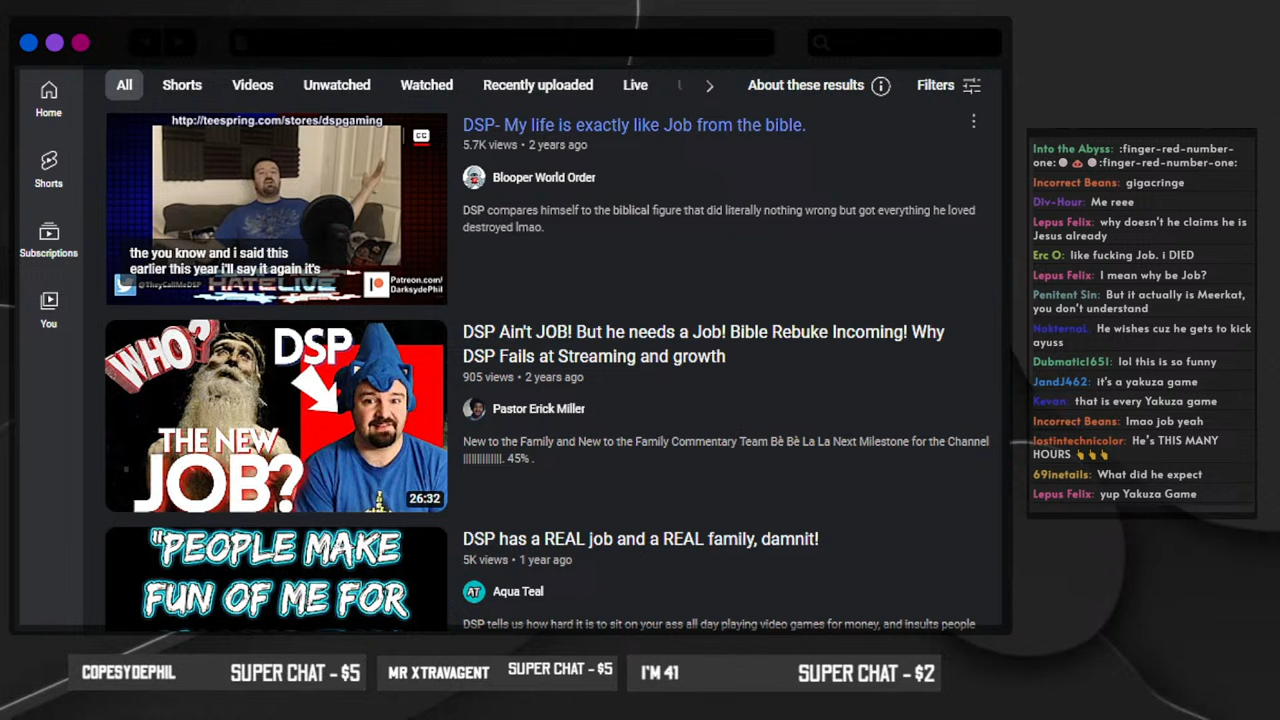 Home
Shorts
Subscriptions
You
All
Shorts
Videos
Unwatched
Watched
Recently uploaded
Live
About these results
Filters
http://teespring.com/stores/dspgaming
CC
the you know and i said this
earlier this year i'll say it again it's
@TheyCallMeDSP
HATELIVE
Patreon.com/
DarksydePhil
DSP- My life is exactly like Job from the bible.
5.7K views • 2 years ago
Blooper World Order
DSP compares himself to the biblical figure that did literally nothing wrong but got everything he loved
destroyed lmao.
WHO?
DSP
THE NEW
JOB?
26:32
DSP Ain't JOB! But he needs a Job! Bible Rebuke Incoming! Why
DSP Fails at Streaming and growth
905 views • 2 years ago
Pastor Erick Miller
New to the Family and New to the Family Commentary Team Bè Bè La La Next Milestone for the Channel
||||||||||||||. 45% .
"PEOPLE MAKE
FUN OF ME FOR
DSP has a REAL job and a REAL family, damnit!
5K views • 1 year ago
AT
Aqua Teal
DSP tells us how hard it is to sit on your ass all day playing video games for money, and insults people
Into the Abyss: :finger-red-number-
one: :finger-red-number-one:
Incorrect Beans: gigacringe
Div-Hour: Me reee
Lepus Felix: why doesn't he claims he is
Jesus already
Erc O: like fucking Job. i DIED
Lepus Felix: I mean why be Job?
Penitent Sin: But it actually is Meerkat,
you don't understand
NokternaL: He wishes cuz he gets to kick
ayuss
Dubmatic1651: lol this is so funny
JandJ462: it's a yakuza game
Kevan: that is every Yakuza game
Incorrect Beans: lmao job yeah
lostintechnicolor: He's THIS MANY
HOURS
69inetails: What did he expect
Lepus Felix: yup Yakuza Game
COPESYDEPHIL SUPER CHAT - $5
MR XTRAVAGENT SUPER CHAT - $5
I'M 41 SUPER CHAT - $2